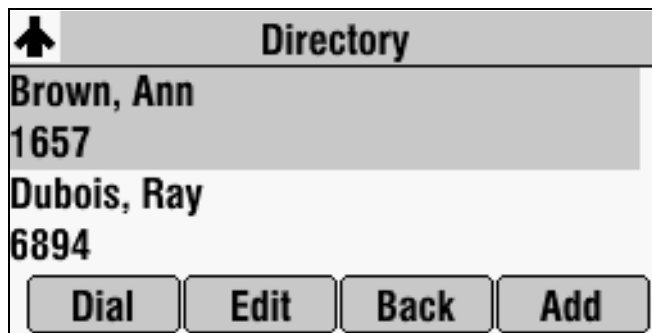 Directory
Brown, Ann
1657
Dubois, Ray
6894
Dial Edit Back Add